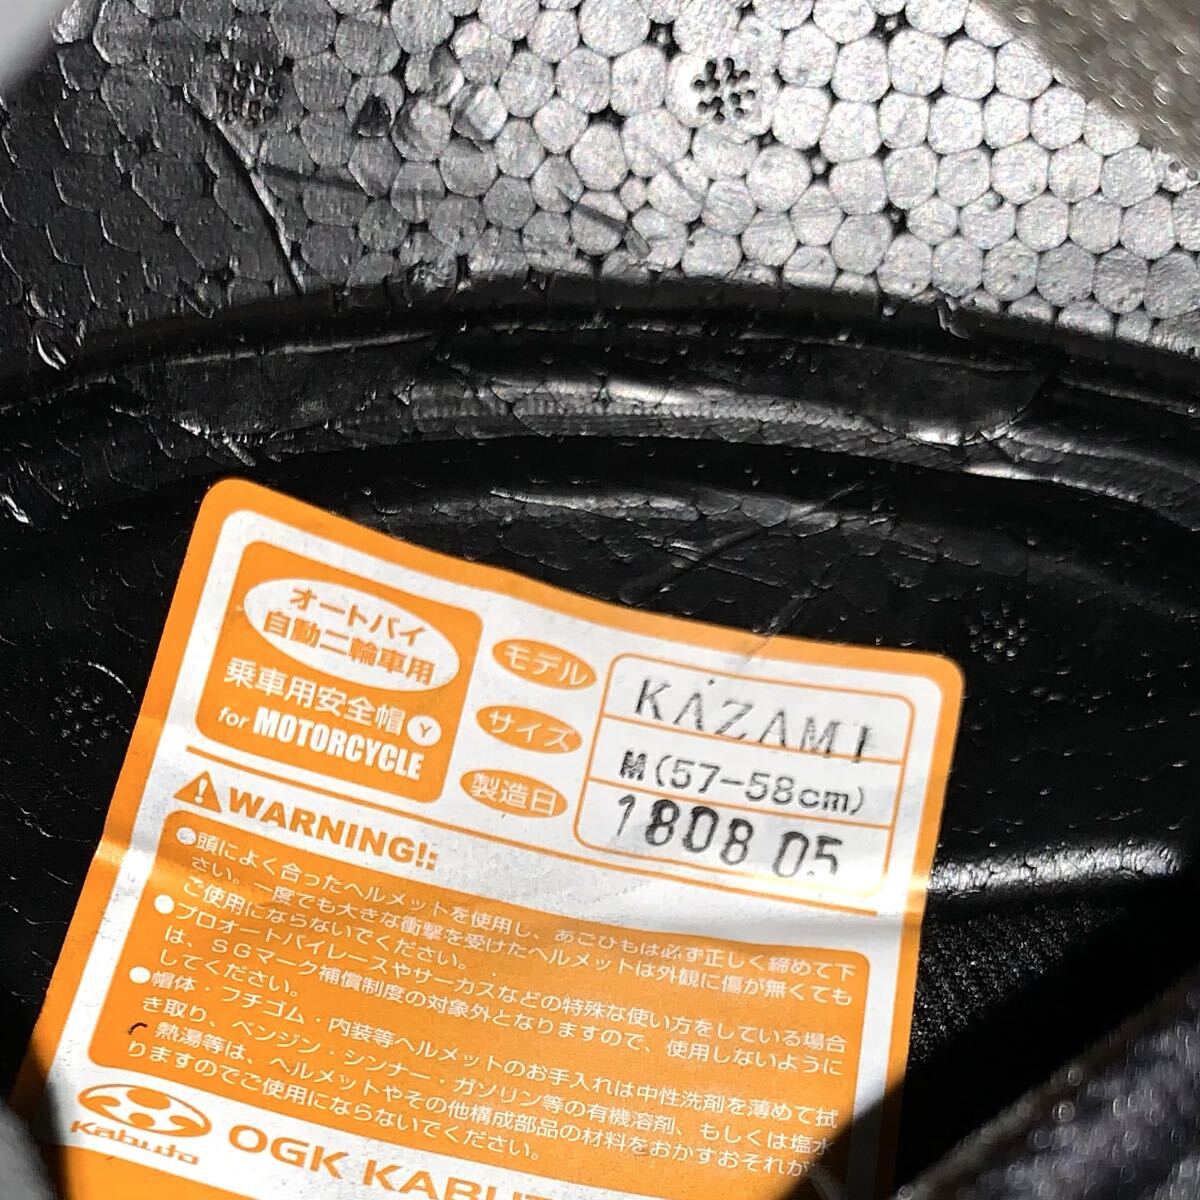 オートバイ
自動二輪車用
乗車用安全帽 Y
for MOTORCYCLE
モデル KAZAMI
サイズ M(57-58cm)
製造日 1808 05
WARNING!!
●頭によく合ったヘルメットを使用し、あごひもは必ず正しく締めて下
さい。一度でも大きな衝撃を受けたヘルメットは外観に傷が無くても
ご使用にならないでください。
●プロオートバイレースやサーカスなどの特殊な使い方をしている場合
は、SGマーク補償制度の対象外となりますので、使用しないように
してください。
●帽体・フチゴム・内装等ヘルメットのお手入れは中性洗剤を薄めて拭
き取り、ベンジン・シンナー・ガソリン等の有機溶剤、もしくは塩水
熱湯等は、ヘルメットやその他構成部品の材料をおかすおそれが
りますのでご使用にならないでください。
Kabuto
OGK KABU